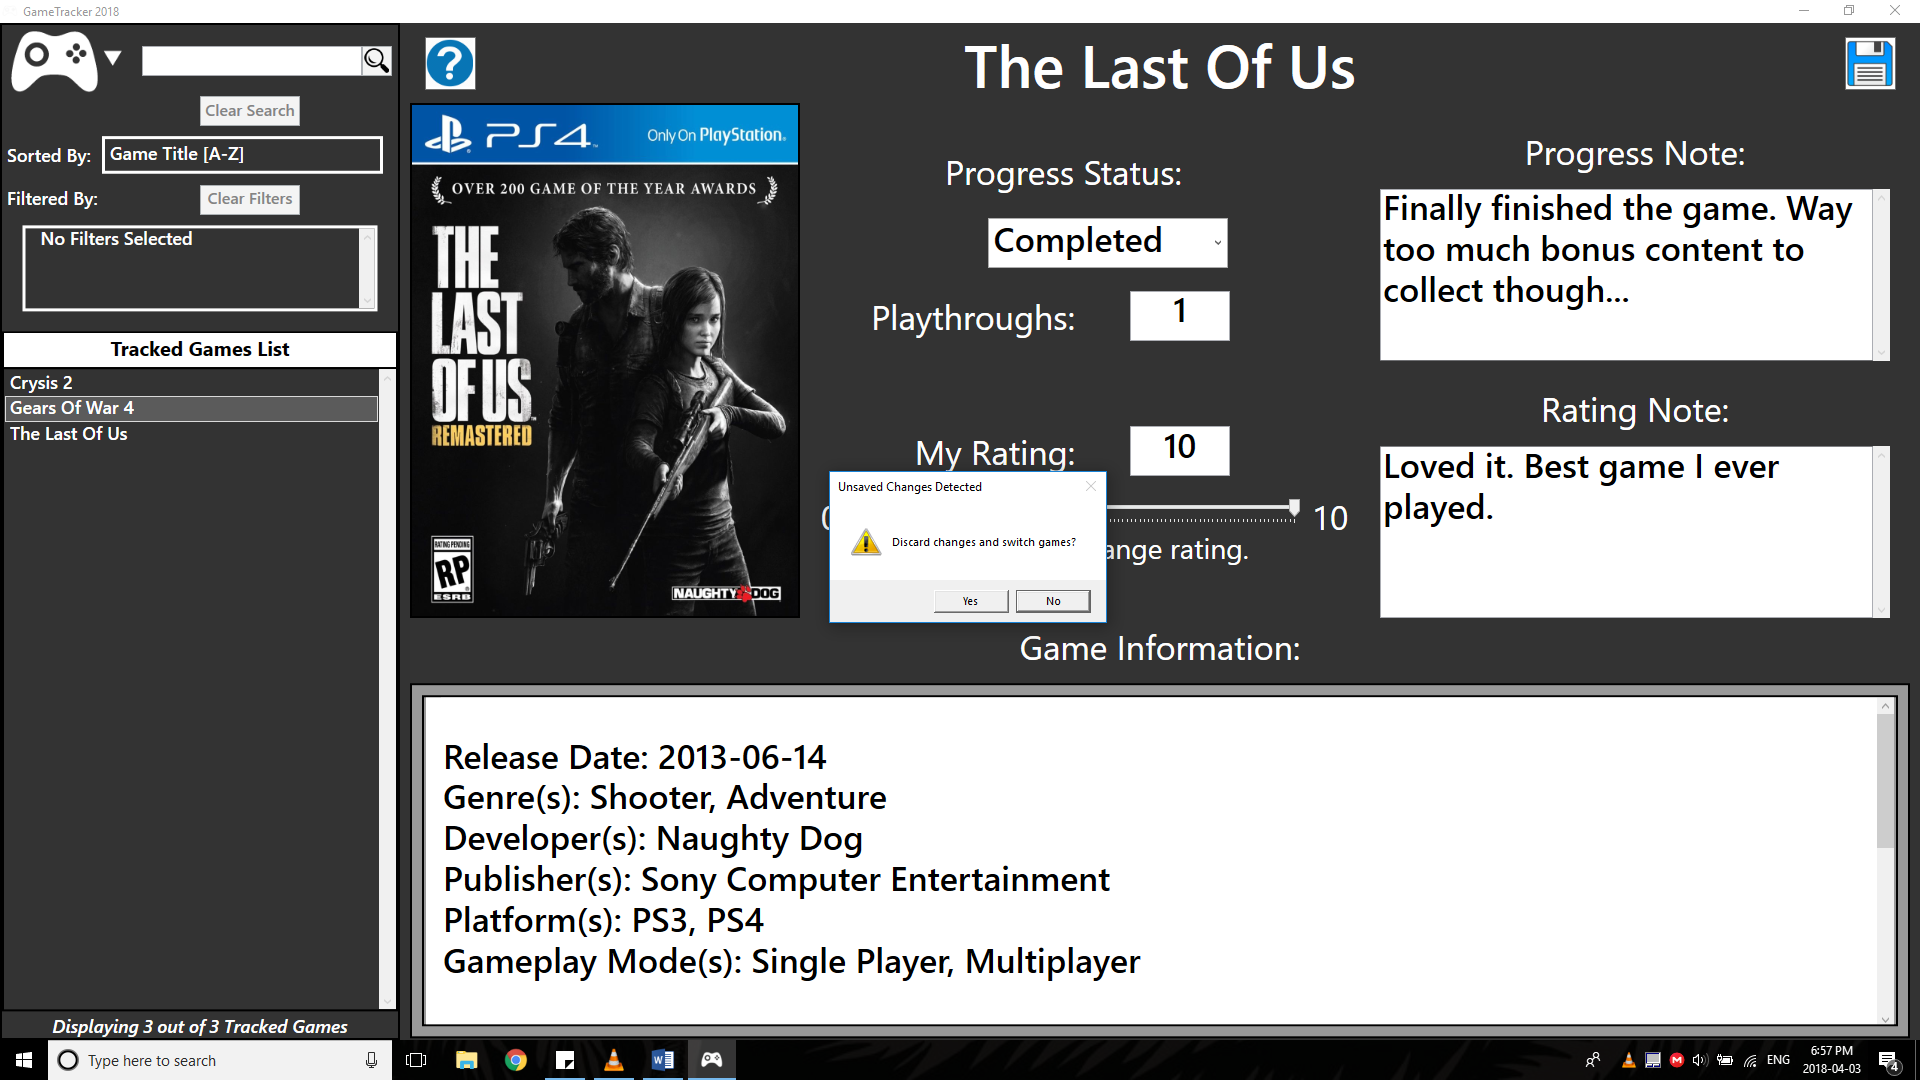 GameTracker 2018
Clear Search
Sorted By:
Game Title [A-Z]
Filtered By:
Clear Filters
No Filters Selected
Tracked Games List
Crysis 2
Gears Of War 4
The Last Of Us
Displaying 3 out of 3 Tracked Games
?
The Last Of Us
PS4
Only On PlayStation
OVER 200 GAME OF THE YEAR AWARDS
THE
LAST
OF US
REMASTERED
RATING PENDING
RP
ESRB
NAUGHTY DOG
Progress Status:
Completed
Playthroughs:
1
My Rating:
10
10
ange rating.
Progress Note:
Finally finished the game. Way
too much bonus content to
collect though...
Rating Note:
Loved it. Best game I ever
played.
Unsaved Changes Detected
Discard changes and switch games?
Yes
No
Game Information:
Release Date: 2013-06-14
Genre(s): Shooter, Adventure
Developer(s): Naughty Dog
Publisher(s): Sony Computer Entertainment
Platform(s): PS3, PS4
Gameplay Mode(s): Single Player, Multiplayer
Type here to search
ENG
6:57 PM
2018-04-03
4